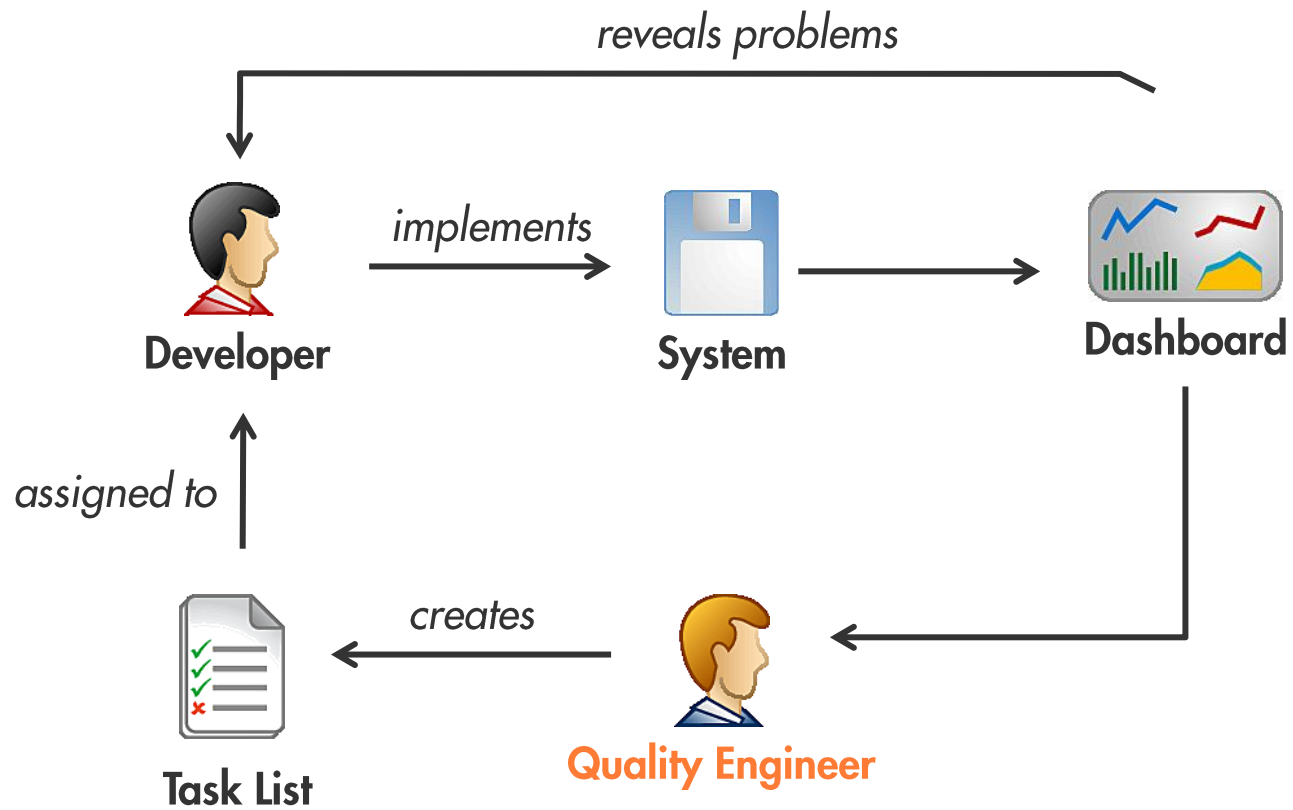 reveals problems
implements
Developer
System
Dashboard
assigned to
creates
Quality Engineer
Task List